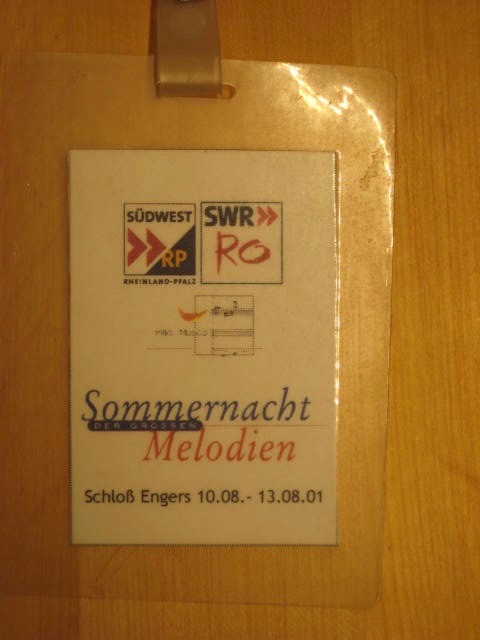 SÜDWEST
RP
RHEINLAND-PFALZ
SWR
RO
Villa Musica
Sommernacht
DER GROSSEN
Melodien
Schloß Engers 10.08.- 13.08.01